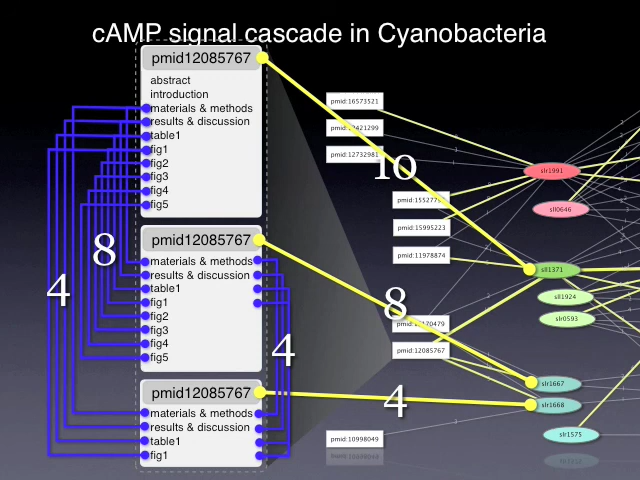 cAMP signal cascade in Cyanobacteria
pmid12085767
abstract
introduction
materials & methods
results & discussion
table1
fig1
fig2
fig3
fig4
fig5
pmid12085767
materials & methods
results & discussion
table1
fig1
fig2
fig3
fig4
fig5
pmid12085767
materials & methods
results & discussion
table1
fig1
8
4
4
10
8
4
pmid:16573521
pmid:12732981
pmid:15995223
pmid:11978874
pmid:12085767
pmid:10998049
slr1991
sll0646
sll1371
sll1924
slr0593
slr1667
slr1668
slr1575